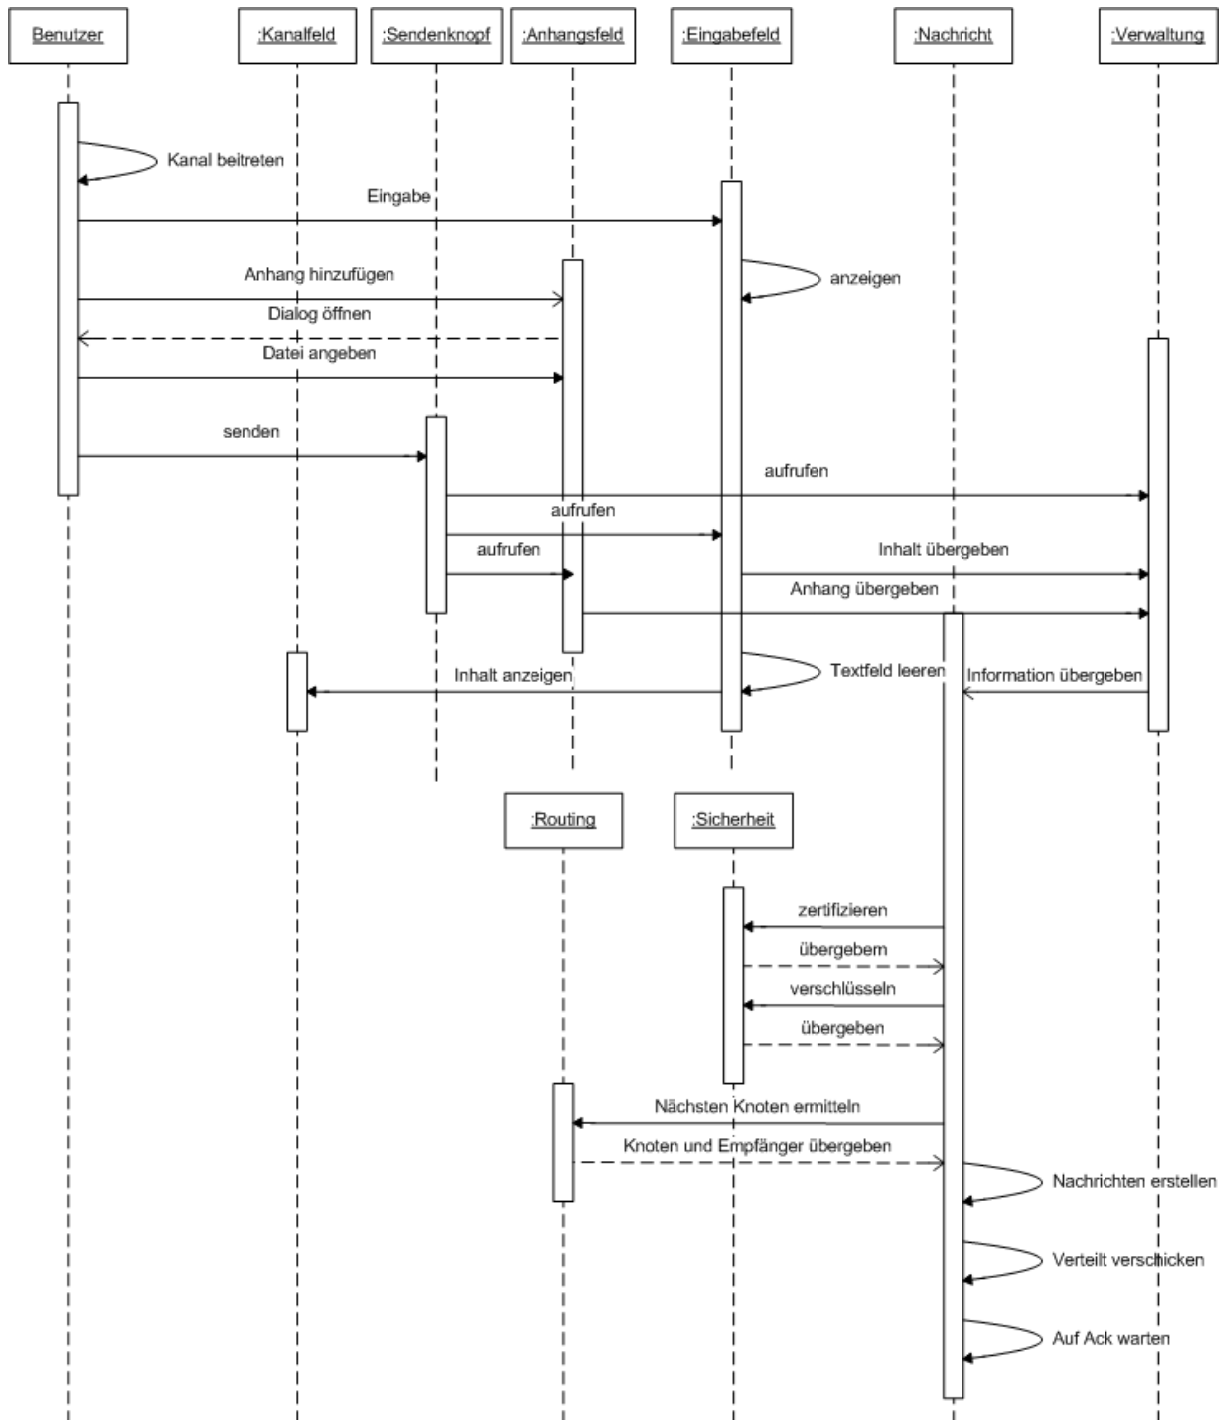 Benutzer
:Kanalfeld
:Sendenknopf
:Anhangsfeld
:Eingabefeld
:Nachricht
:Verwaltung
Kanal beitreten
Eingabe
Anhang hinzufügen
anzeigen
Dialog öffnen
Datei angeben
senden
aufrufen
aufrufen
aufrufen
Inhalt übergeben
Anhang übergeben
Inhalt anzeigen
Textfeld leeren
Information übergeben
:Routing
:Sicherheit
zertifizieren
übergebem
verschlüsseln
übergeben
Nächsten Knoten ermitteln
Knoten und Empfänger übergeben
Nachrichten erstellen
Verteilt verschicken
Auf Ack warten